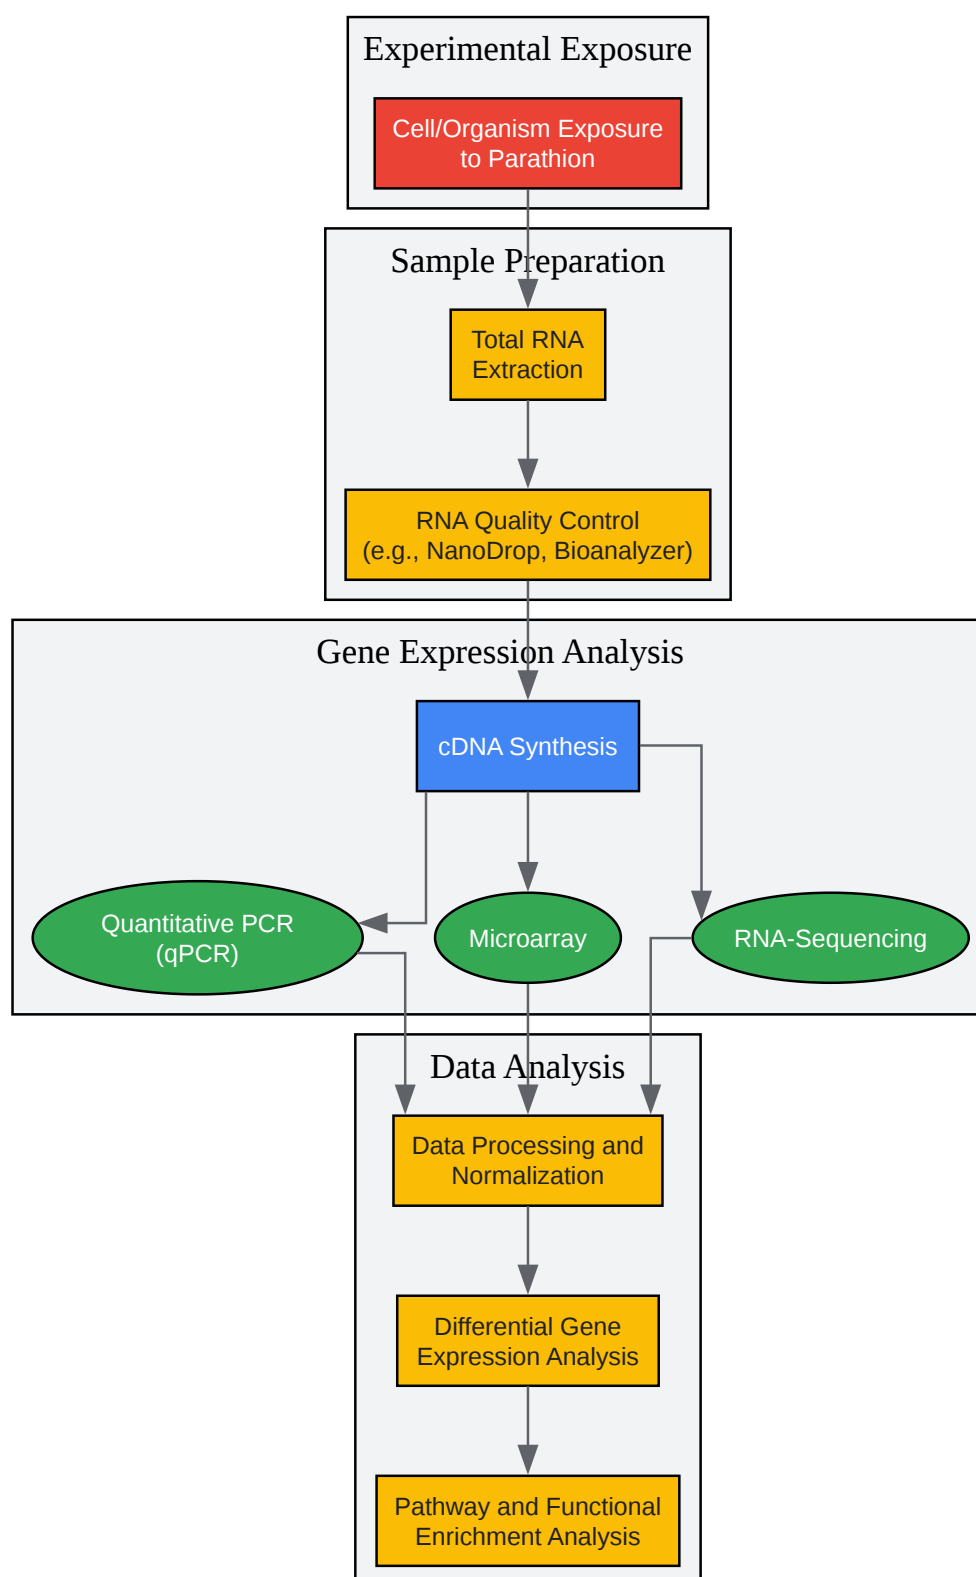 Experimental Exposure
Cell/Organism Exposure
to Parathion
Sample Preparation
Total RNA
Extraction
RNA Quality Control
(e.g., NanoDrop, Bioanalyzer)
Gene Expression Analysis
cDNA Synthesis
Quantitative PCR
(qPCR)
Microarray
RNA-Sequencing
Data Analysis
Data Processing and
Normalization
Differential Gene
Expression Analysis
Pathway and Functional
Enrichment Analysis